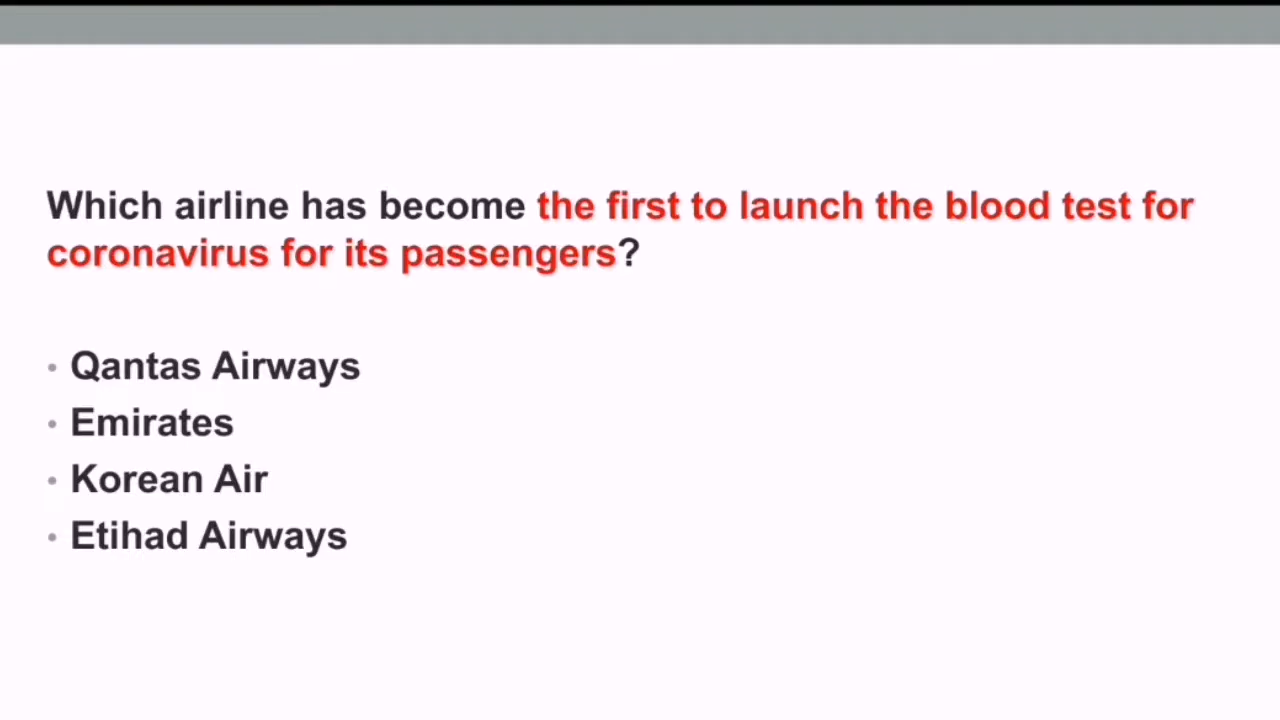 Which airline has become the first to launch the blood test for
coronavirus for its passengers?
• Qantas Airways
• Emirates
• Korean Air
• Etihad Airways